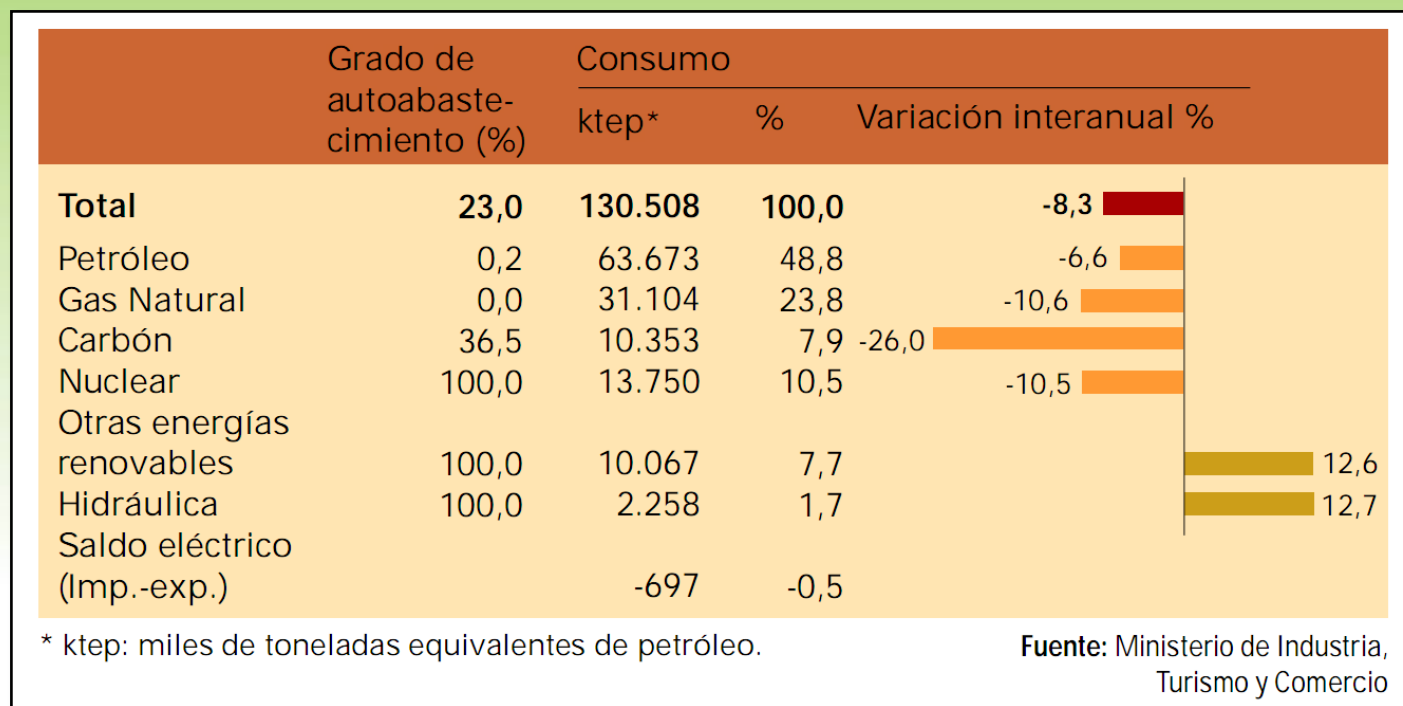 Grado de autoabaste-cimiento (%) Consumo
ktep* % Variación interanual %
Total 23,0 130.508 100,0 -8,3
Petróleo 0,2 63.673 48,8 -6,6
Gas Natural 0,0 31.104 23,8 -10,6
Carbón 36,5 10.353 7,9 -26,0
Nuclear 100,0 13.750 10,5 -10,5
Otras energías
renovables 100,0 10.067 7,7 12,6
Hidráulica 100,0 2.258 1,7 12,7
Saldo eléctrico
(Imp.-exp.) -697 -0,5
* ktep: miles de toneladas equivalentes de petróleo.
Fuente: Ministerio de Industria,
Turismo y Comercio